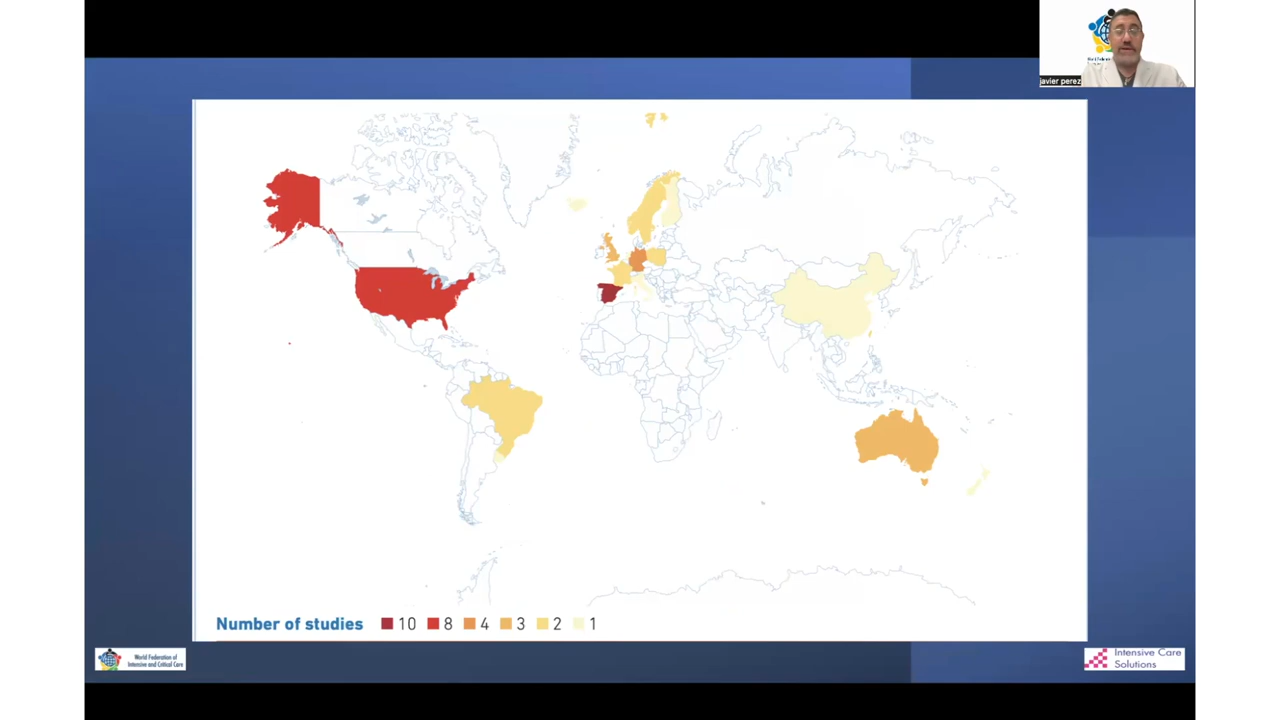 javier perez
Number of studies 10 8 4 3 2 1
World Federation of
Intensive and Critical Care
Intensive Care
Solutions